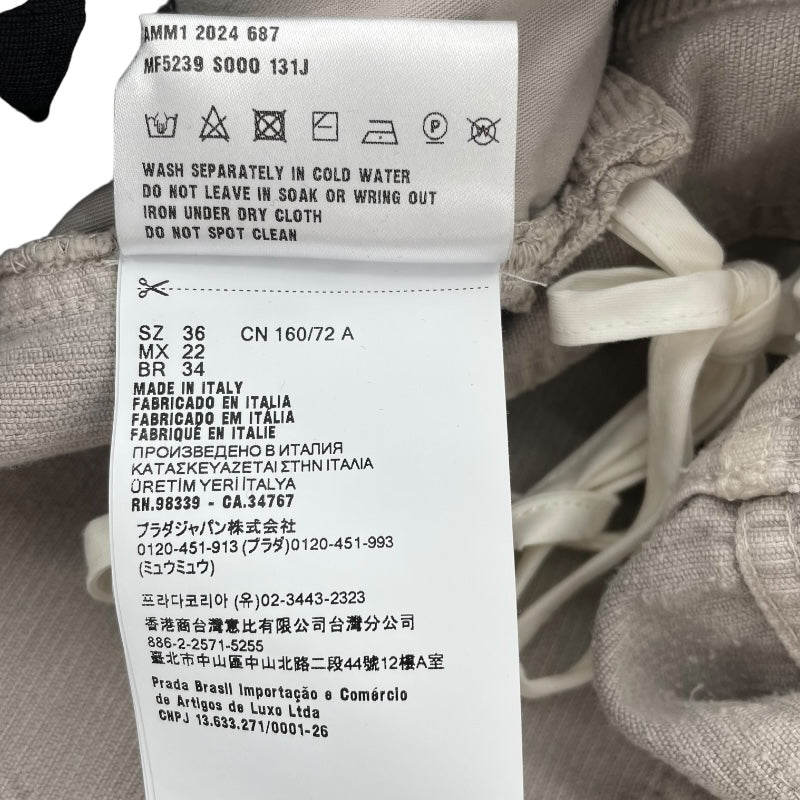 AMM1 2024 687
MF5239 S000 131J
WASH SEPARATELY IN COLD WATER
DO NOT LEAVE IN SOAK OR WRING OUT
IRON UNDER DRY CLOTH
DO NOT SPOT CLEAN
SZ 36 CN 160/72 A
MX 22
BR 34
MADE IN ITALY
FABRICADO EN ITALIA
FABRICADO EM ITÁLIA
FABRIQUÉ EN ITALIE
ПРОИЗВЕДЕНО В ИТАЛИЯ
ΚΑΤΑΣΚΕΥΑΖΕΤΑΙ ΣΤΗΝ ΙΤΑΛΙΑ
ÜRETİM YERİ İTALYA
RN.98339 - CA.34767
プラダジャパン株式会社
0120-451-913 (プラダ)0120-451-993
(ミュウミュウ)
프라다코리아 (유)02-3443-2323
香港商台灣惠比有限公司台灣分公司
886-2-2571-5255
臺北市中山區中山北路二段44號12樓A室
Prada Brasil Importação e Comércio
de Artigos de Luxo Ltda
CNPJ 13.633.271/0001-26